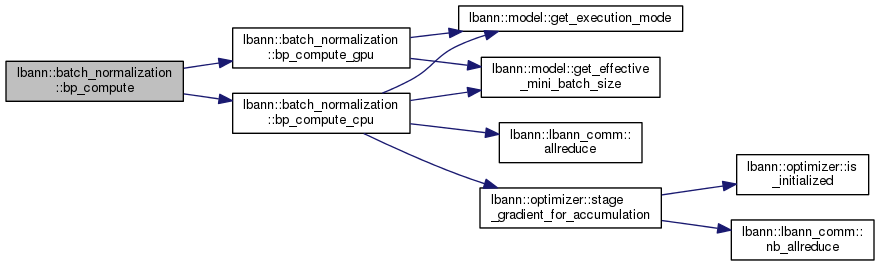 lbann::batch_normalization
::bp_compute
lbann::batch_normalization
::bp_compute_gpu
lbann::batch_normalization
::bp_compute_cpu
lbann::model::get_execution_mode
lbann::model::get_effective
_mini_batch_size
lbann::lbann_comm::
allreduce
lbann::optimizer::stage
_gradient_for_accumulation
lbann::optimizer::is
_initialized
lbann::lbann_comm::
nb_allreduce